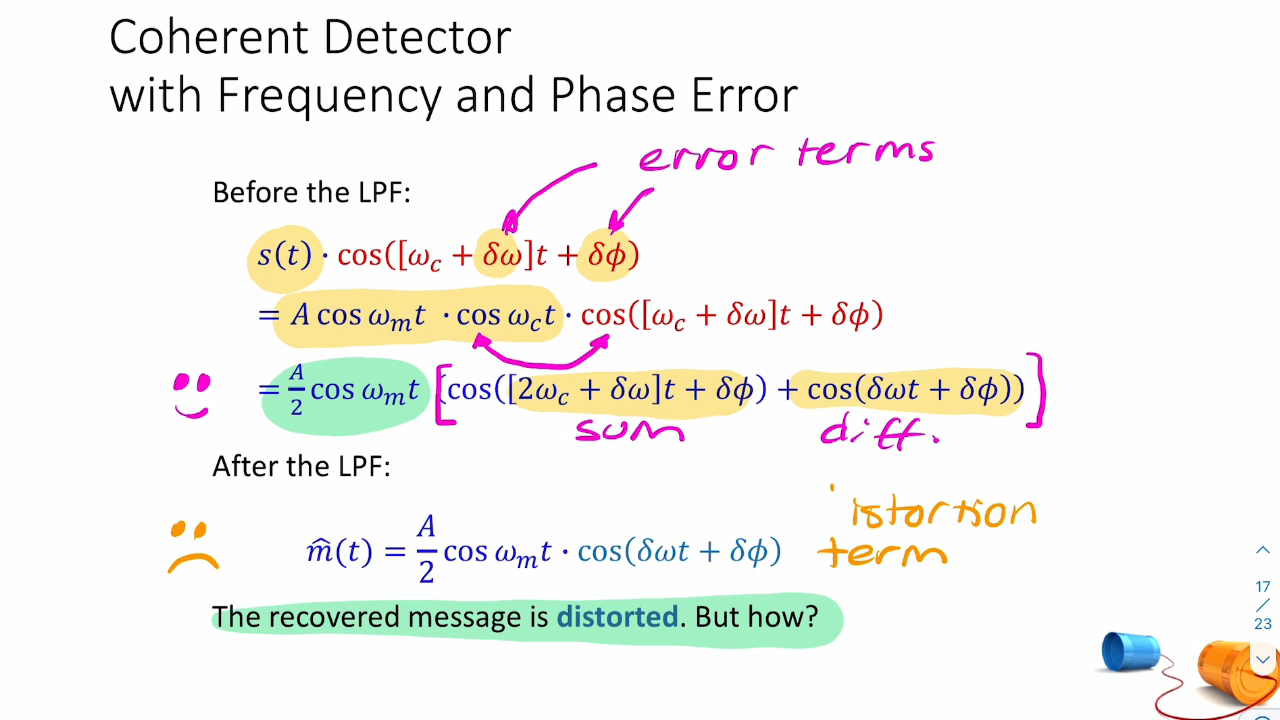 Coherent Detector
with Frequency and Phase Error
error terms
Before the LPF:
s(t) · cos([ω_c + δω]t + δϕ)
= A cos ω_m t · cos ω_c t · cos([ω_c + δω]t + δϕ)
= A/2 cos ω_m t [cos([2ω_c + δω]t + δϕ) + cos(δωt + δϕ))]
sum diff.
After the LPF:
istortion
m̂(t) = A/2 cos ω_m t · cos(δωt + δϕ) term
The recovered message is distorted. But how?
17
/
23